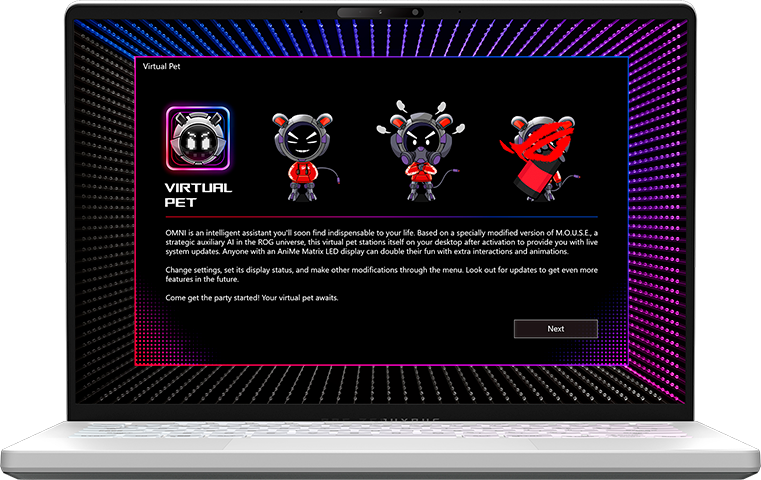 Virtual Pet
VIRTUAL
PET
OMNI is an intelligent assistant you'll soon find indispensable to your life. Based on a specially modified version of M.O.U.S.E., a
strategic auxiliary AI in the ROG universe, this virtual pet stations itself on your desktop after activation to provide you with live
system updates. Anyone with an AniMe Matrix LED display can double their fun with extra interactions and animations.
Change settings, set its display status, and make other modifications through the menu. Look out for updates to get even more
features in the future.
Come get the party started! Your virtual pet awaits.
Next